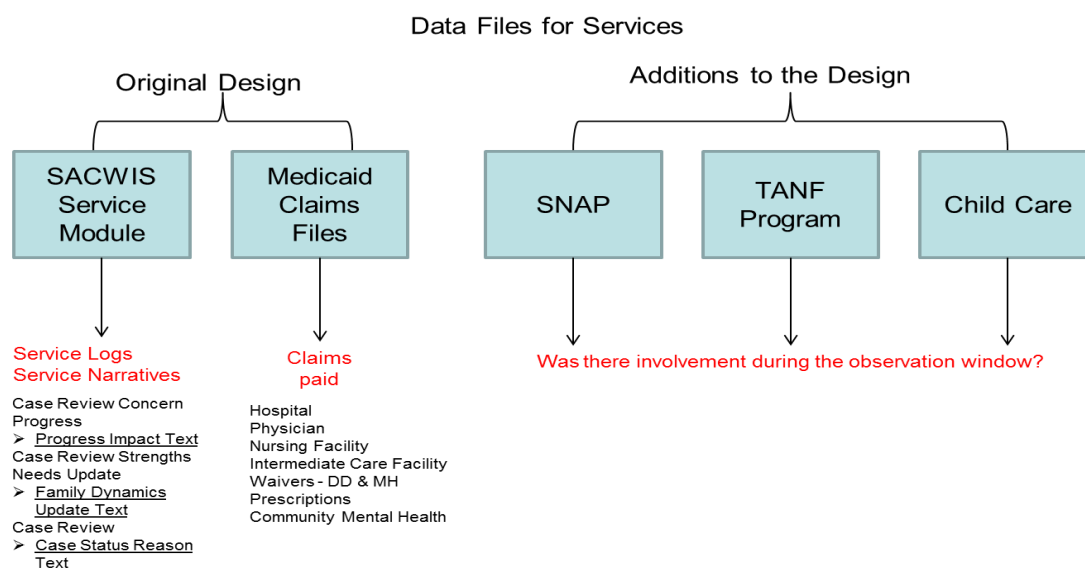 Data Files for Services
Original Design
Additions to the Design
SACWIS
Service
Module
Medicaid
Claims
Files
SNAP
TANF
Program
Child Care
Service Logs
Service Narratives
Case Review Concern
Progress
➢ Progress Impact Text
Case Review Strengths
Needs Update
➢ Family Dynamics
Update Text
Case Review
➢ Case Status Reason
Text
Claims
paid
Hospital
Physician
Nursing Facility
Intermediate Care Facility
Waivers - DD & MH
Prescriptions
Community Mental Health
Was there involvement during the observation window?